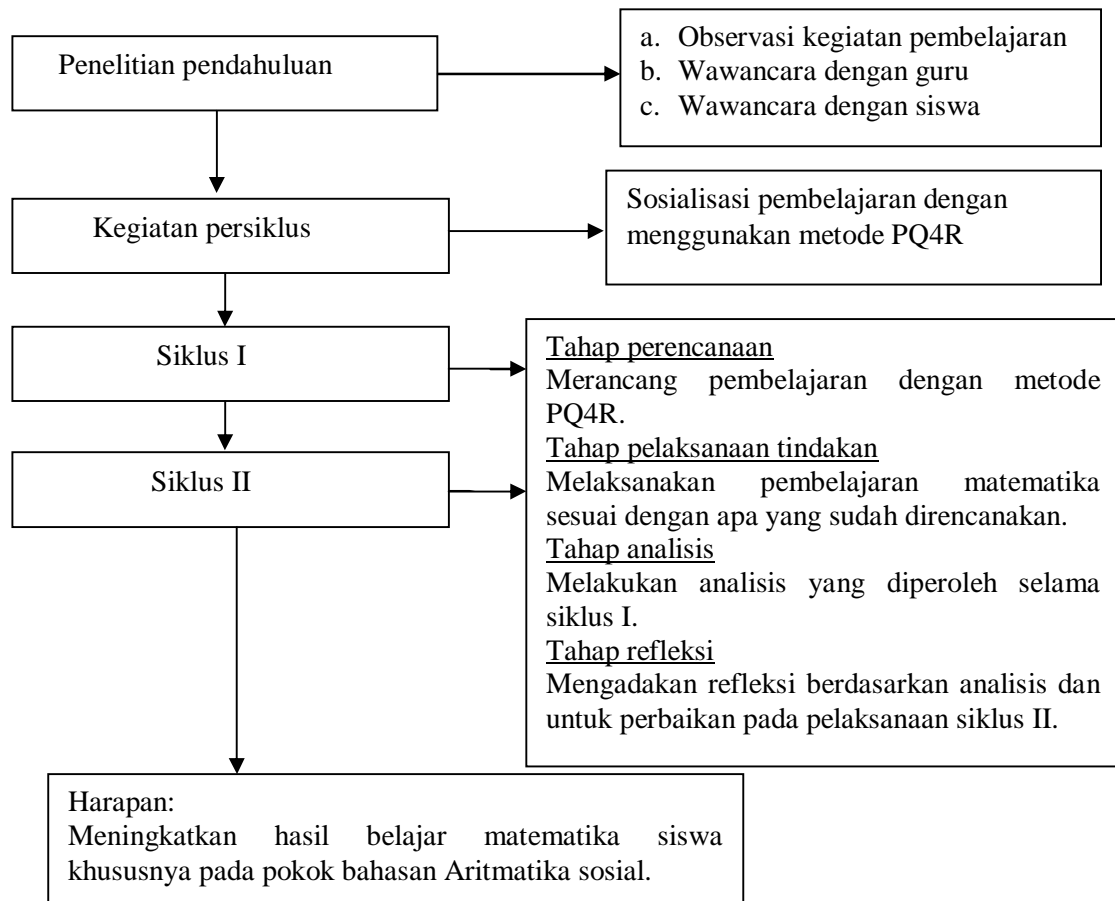 Penelitian pendahuluan
a. Observasi kegiatan pembelajaran
b. Wawancara dengan guru
c. Wawancara dengan siswa
Kegiatan persiklus
Sosialisasi pembelajaran dengan
menggunakan metode PQ4R
Siklus I
Siklus II
Tahap perencanaan
Merancang pembelajaran dengan metode
PQ4R.
Tahap pelaksanaan tindakan
Melaksanakan pembelajaran matematika
sesuai dengan apa yang sudah direncanakan.
Tahap analisis
Melakukan analisis yang diperoleh selama
siklus I.
Tahap refleksi
Mengadakan refleksi berdasarkan analisis dan
untuk perbaikan pada pelaksanaan siklus II.
Harapan:
Meningkatkan hasil belajar matematika siswa
khususnya pada pokok bahasan Aritmatika sosial.